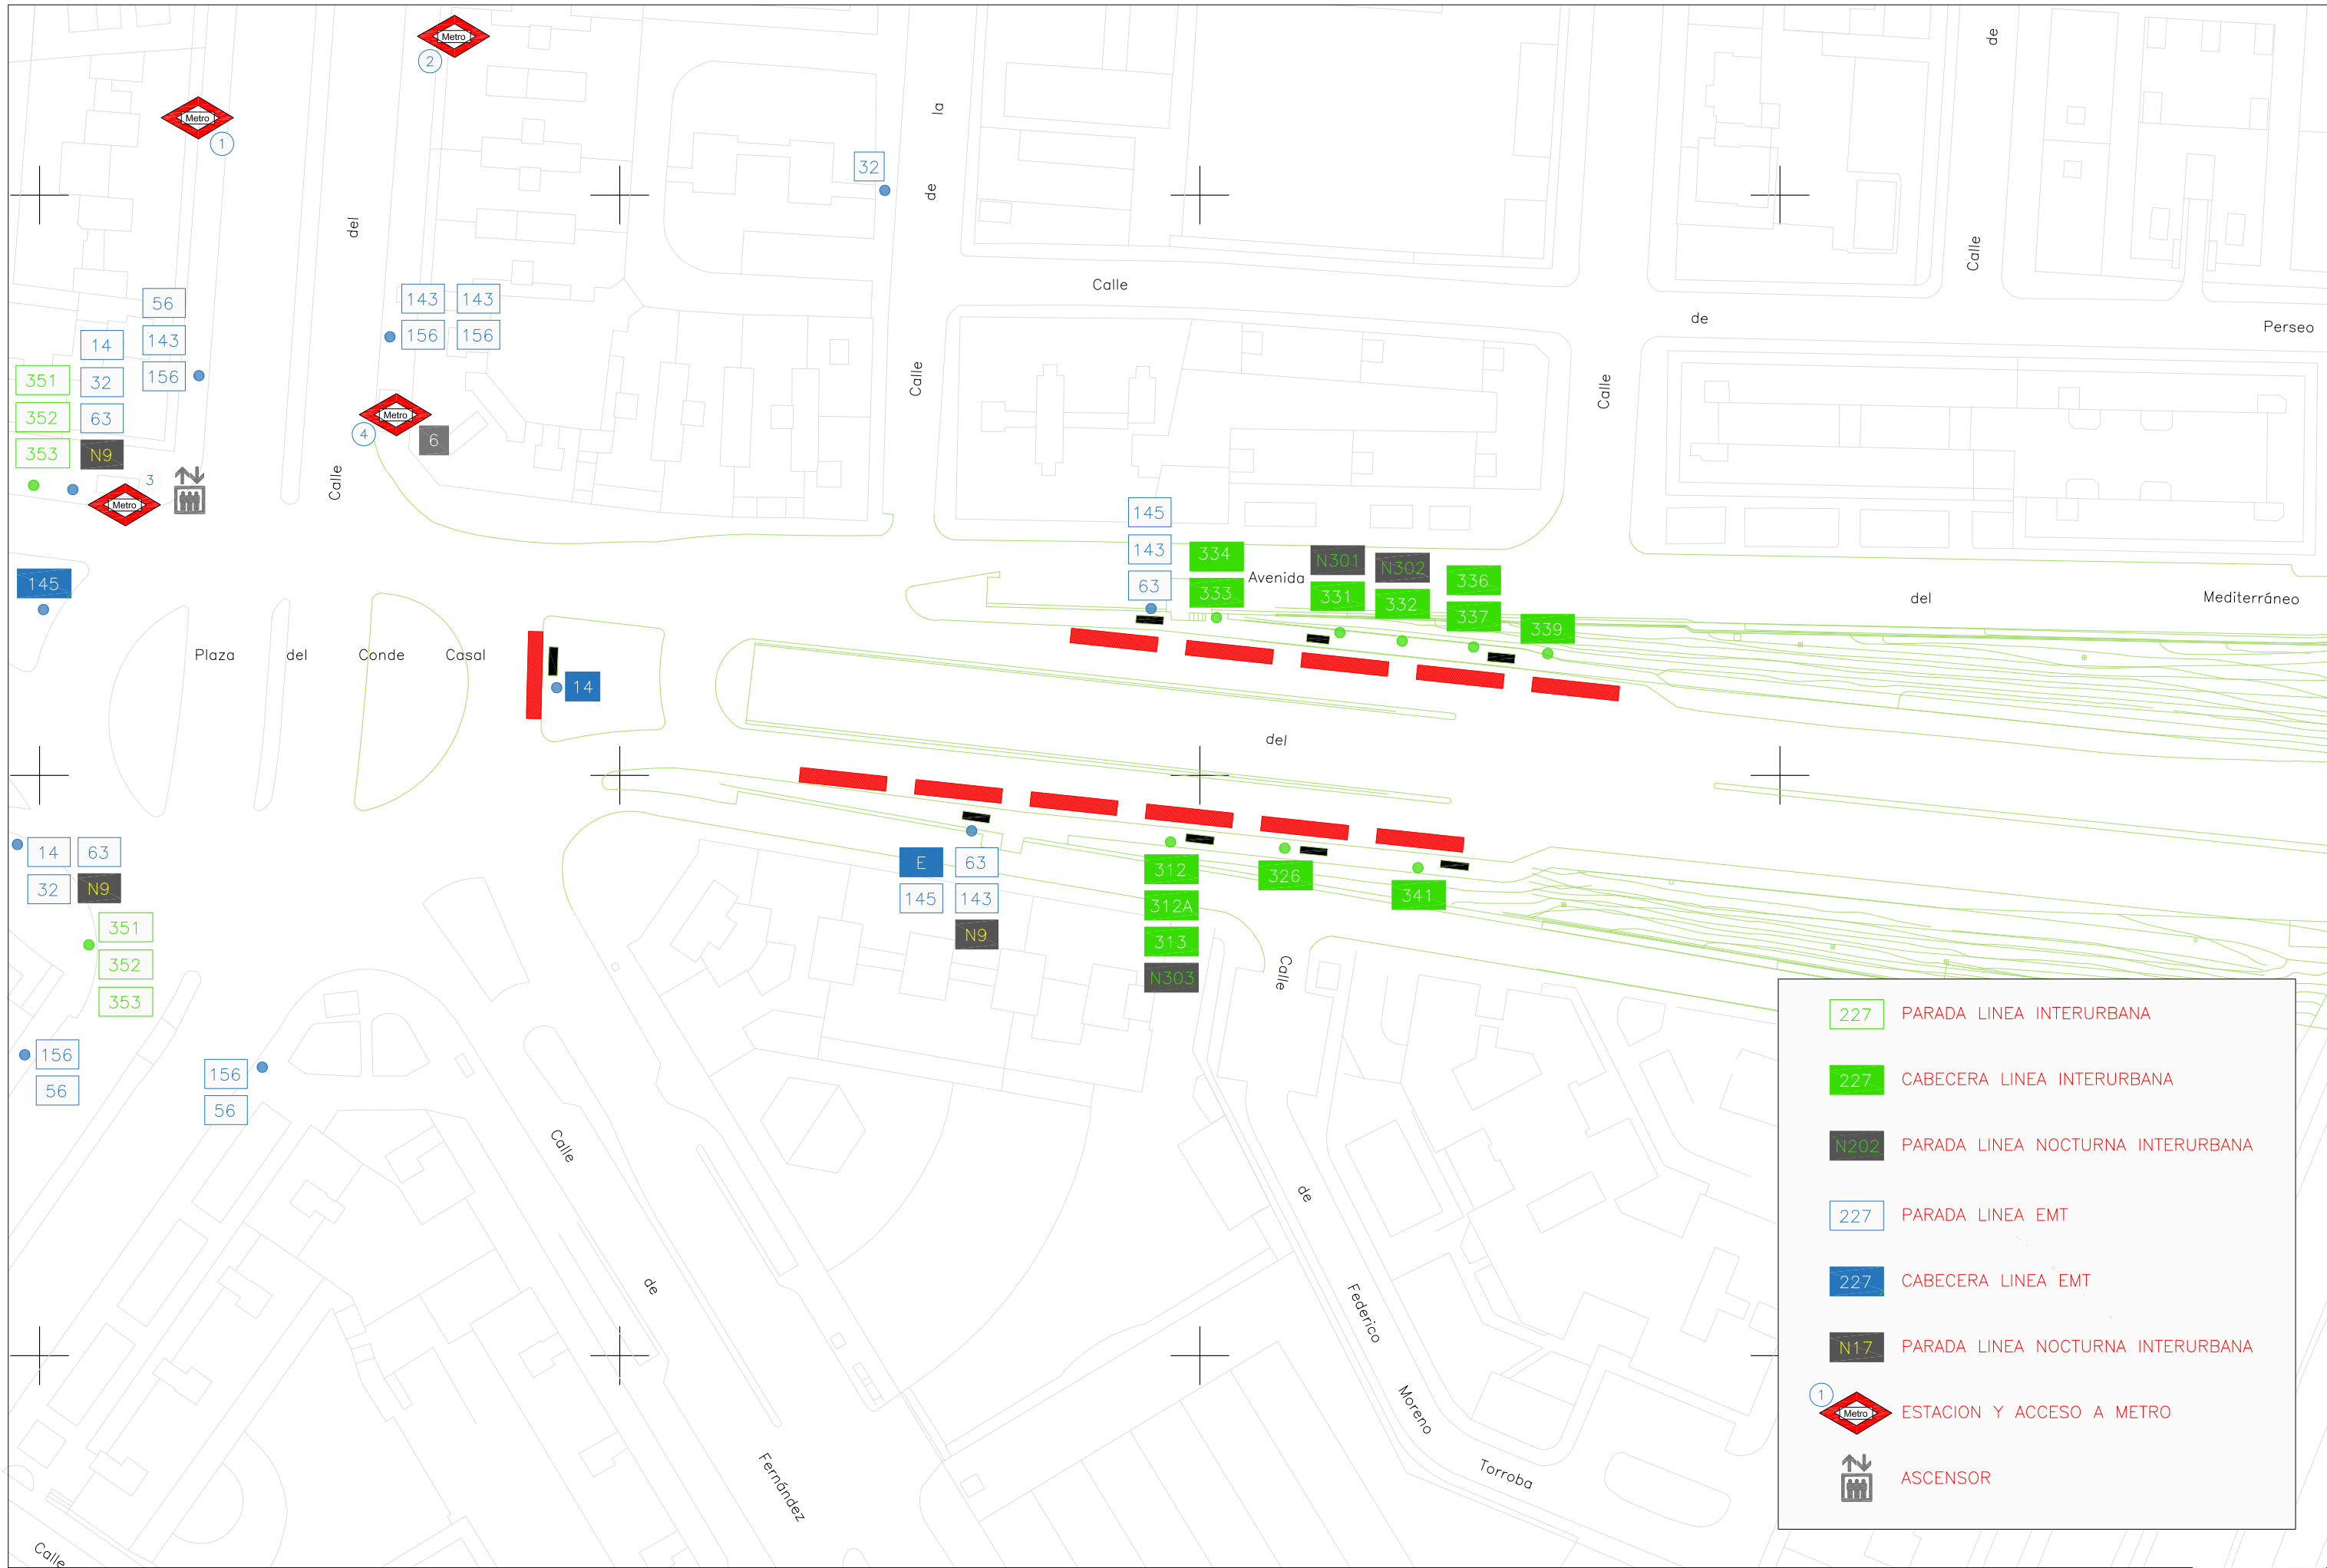 Metro
2
de
Metro
1
la
32
de
del
Calle
Calle
56
143
143
de
14
143
156
156
Perseo
351
32
156
Calle
Calle
352
63
Metro
4
6
353
N9
3
Calle
Metro
145
143
334
N301
N302
63
333
Avenida
331
332
336
337
339
145
del
Mediterráneo
Plaza del Conde Casal
14
del
14
63
32
N9
E
63
145
143
N9
312
326
312A
341
313
N303
351
352
353
Calle
156
56
156
56
Calle
de
de
Federico
Moreno
Torroba
Fernández
Calle
227 PARADA LINEA INTERURBANA
227 CABECERA LINEA INTERURBANA
N202 PARADA LINEA NOCTURNA INTERURBANA
227 PARADA LINEA EMT
227 CABECERA LINEA EMT
N17 PARADA LINEA NOCTURNA INTERURBANA
1
Metro ESTACION Y ACCESO A METRO
ASCENSOR